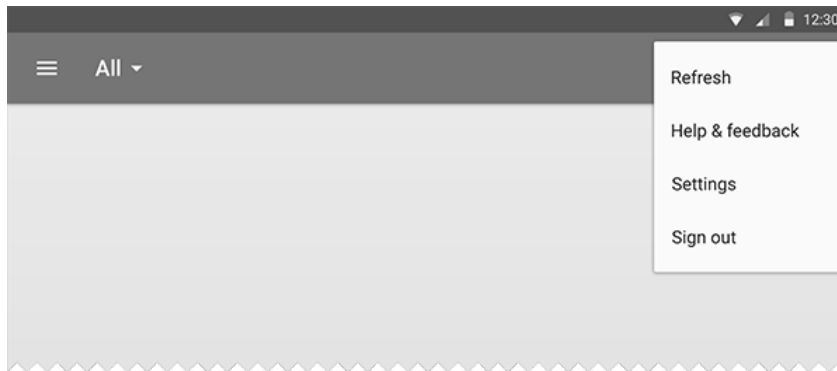 12:30
All
Refresh
Help & feedback
Settings
Sign out